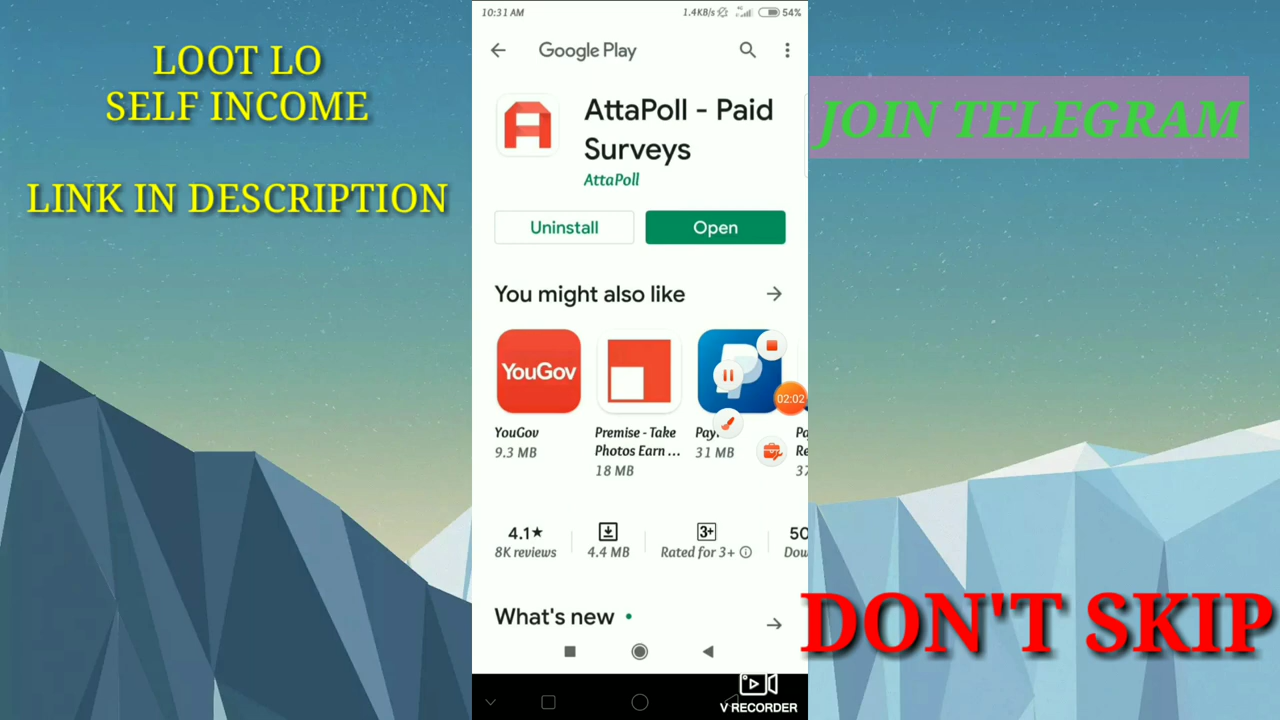 LOOT LO
SELF INCOME
LINK IN DESCRIPTION
10:31 AM
1.4KB/s
4G
54%
Google Play
AttaPoll - Paid
Surveys
AttaPoll
Uninstall
Open
You might also like
YouGov
YouGov
9.3 MB
Premise - Take
Photos Earn ...
18 MB
31 MB
02:02
4.1★
8K reviews
4.4 MB
3+
Rated for 3+
What's new
V RECORDER
JOIN TELEGRAM
DON'T SKIP